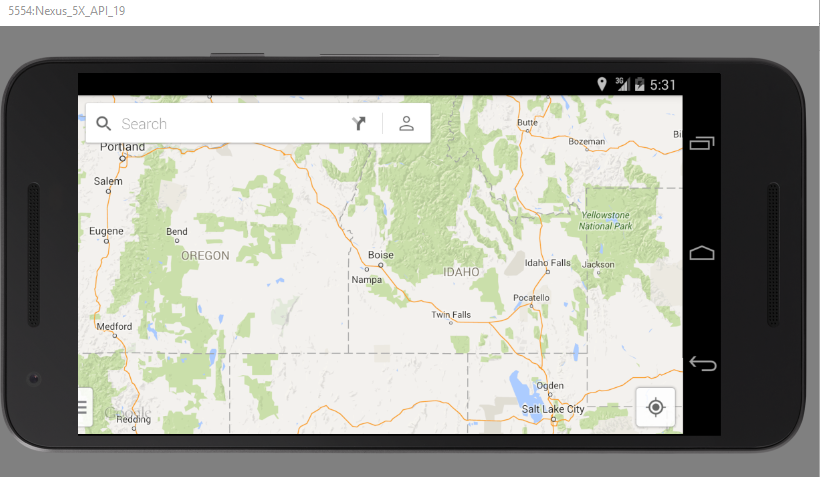 5554:Nexus_5X_API_19
3G 5:31
Search
Portland
Butte
Bozeman
Salem
Yellowstone
National Park
Eugene
Bend
OREGON
Boise
Nampa
IDAHO
Idaho Falls
Jackson
Pocatello
Twin Falls
Medford
Ogden
Salt Lake City
Google
Redding